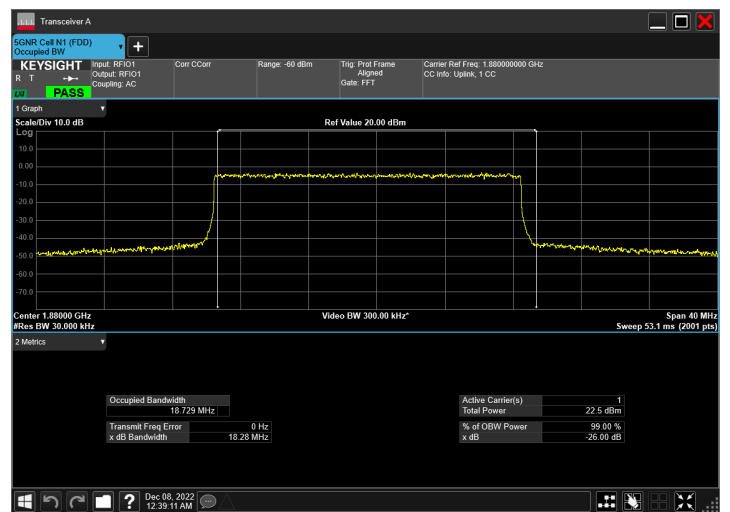 Transceiver A
5GNR Cell N1 (FDD)
Occupied BW
+
KEYSIGHT
R T
LXI
PASS
Input: RFIO1
Output: RFIO1
Coupling: AC
Corr CCorr
Range: -60 dBm
Trig: Prot Frame
Aligned
Gate: FFT
Carrier Ref Freq: 1.880000000 GHz
CC Info: Uplink, 1 CC
1 Graph
Scale/Div 10.0 dB
Ref Value 20.00 dBm
Log
10.0
0.00
-10.0
-20.0
-30.0
-40.0
-50.0
-60.0
-70.0
Center 1.88000 GHz
Video BW 300.00 kHz*
Span 40 MHz
#Res BW 30.000 kHz
Sweep 53.1 ms (2001 pts)
2 Metrics
Occupied Bandwidth
18.729 MHz
Transmit Freq Error 0 Hz
x dB Bandwidth 18.28 MHz
Active Carrier(s) 1
Total Power 22.5 dBm
% of OBW Power 99.00 %
x dB -26.00 dB
?
Dec 08, 2022
12:39:11 AM